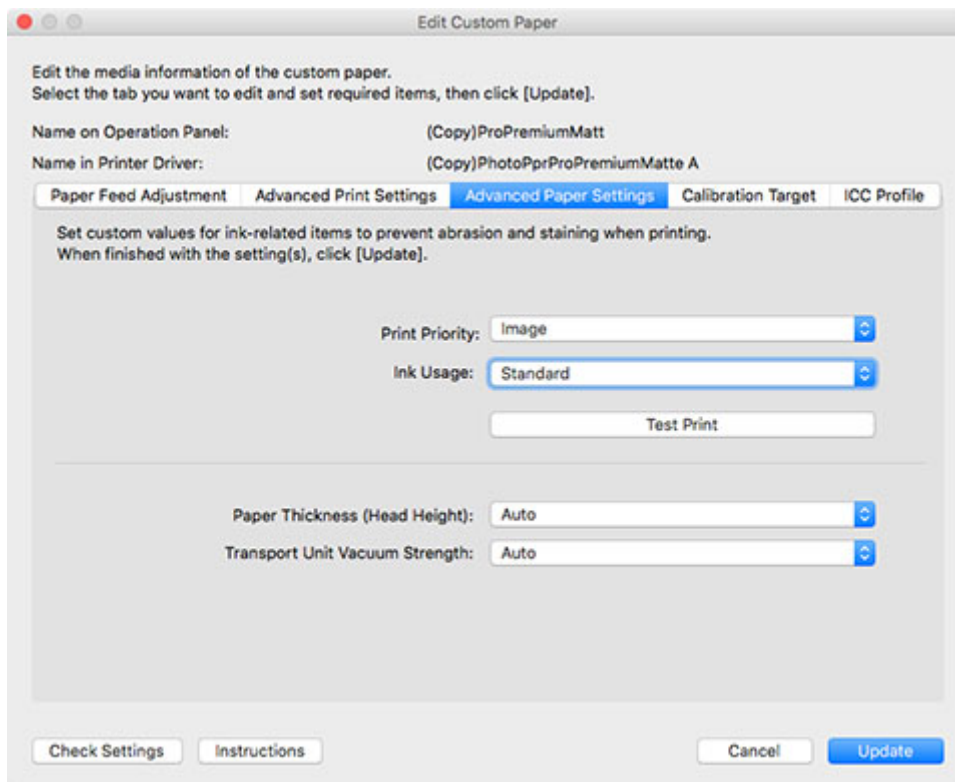 Edit Custom Paper
Edit the media information of the custom paper.
Select the tab you want to edit and set required items, then click [Update].
Name on Operation Panel: (Copy)ProPremiumMatt
Name in Printer Driver: (Copy)PhotoPprProPremiumMatte A
Paper Feed Adjustment Advanced Print Settings Advanced Paper Settings Calibration Target ICC Profile
Set custom values for ink-related items to prevent abrasion and staining when printing.
When finished with the setting(s), click [Update].
Print Priority: Image
Ink Usage: Standard
Test Print
Paper Thickness (Head Height): Auto
Transport Unit Vacuum Strength: Auto
Check Settings Instructions Cancel Update